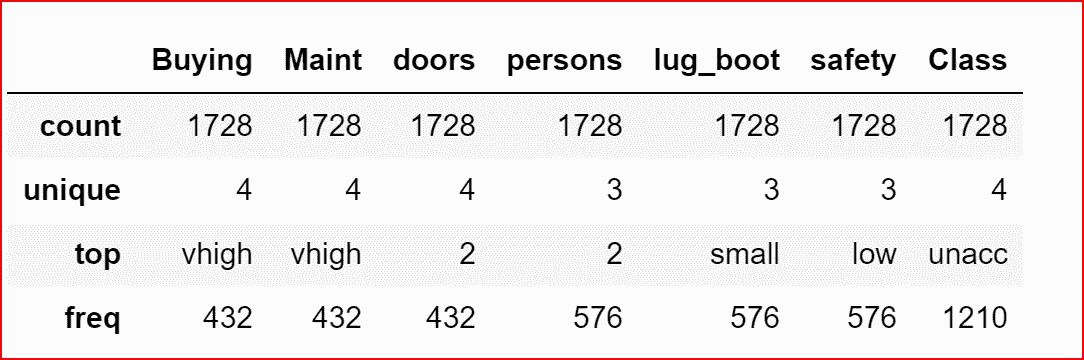 Buying Maint doors persons lug_boot safety Class
count 1728 1728 1728 1728 1728 1728 1728
unique 4 4 4 3 3 3 4
top vhigh vhigh 2 2 small low unacc
freq 432 432 432 576 576 576 1210